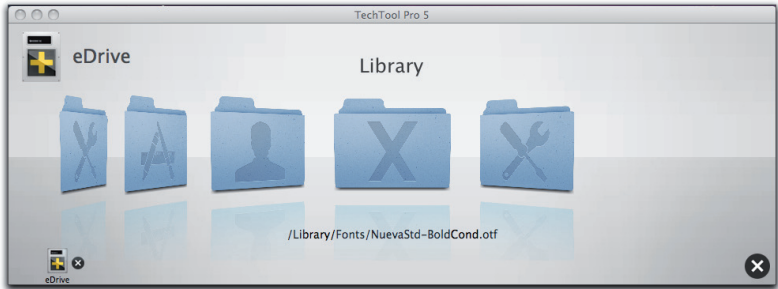 TechTool Pro 5
eDrive
Library
/Library/Fonts/NuevaStd-BoldCond.otf
eDrive